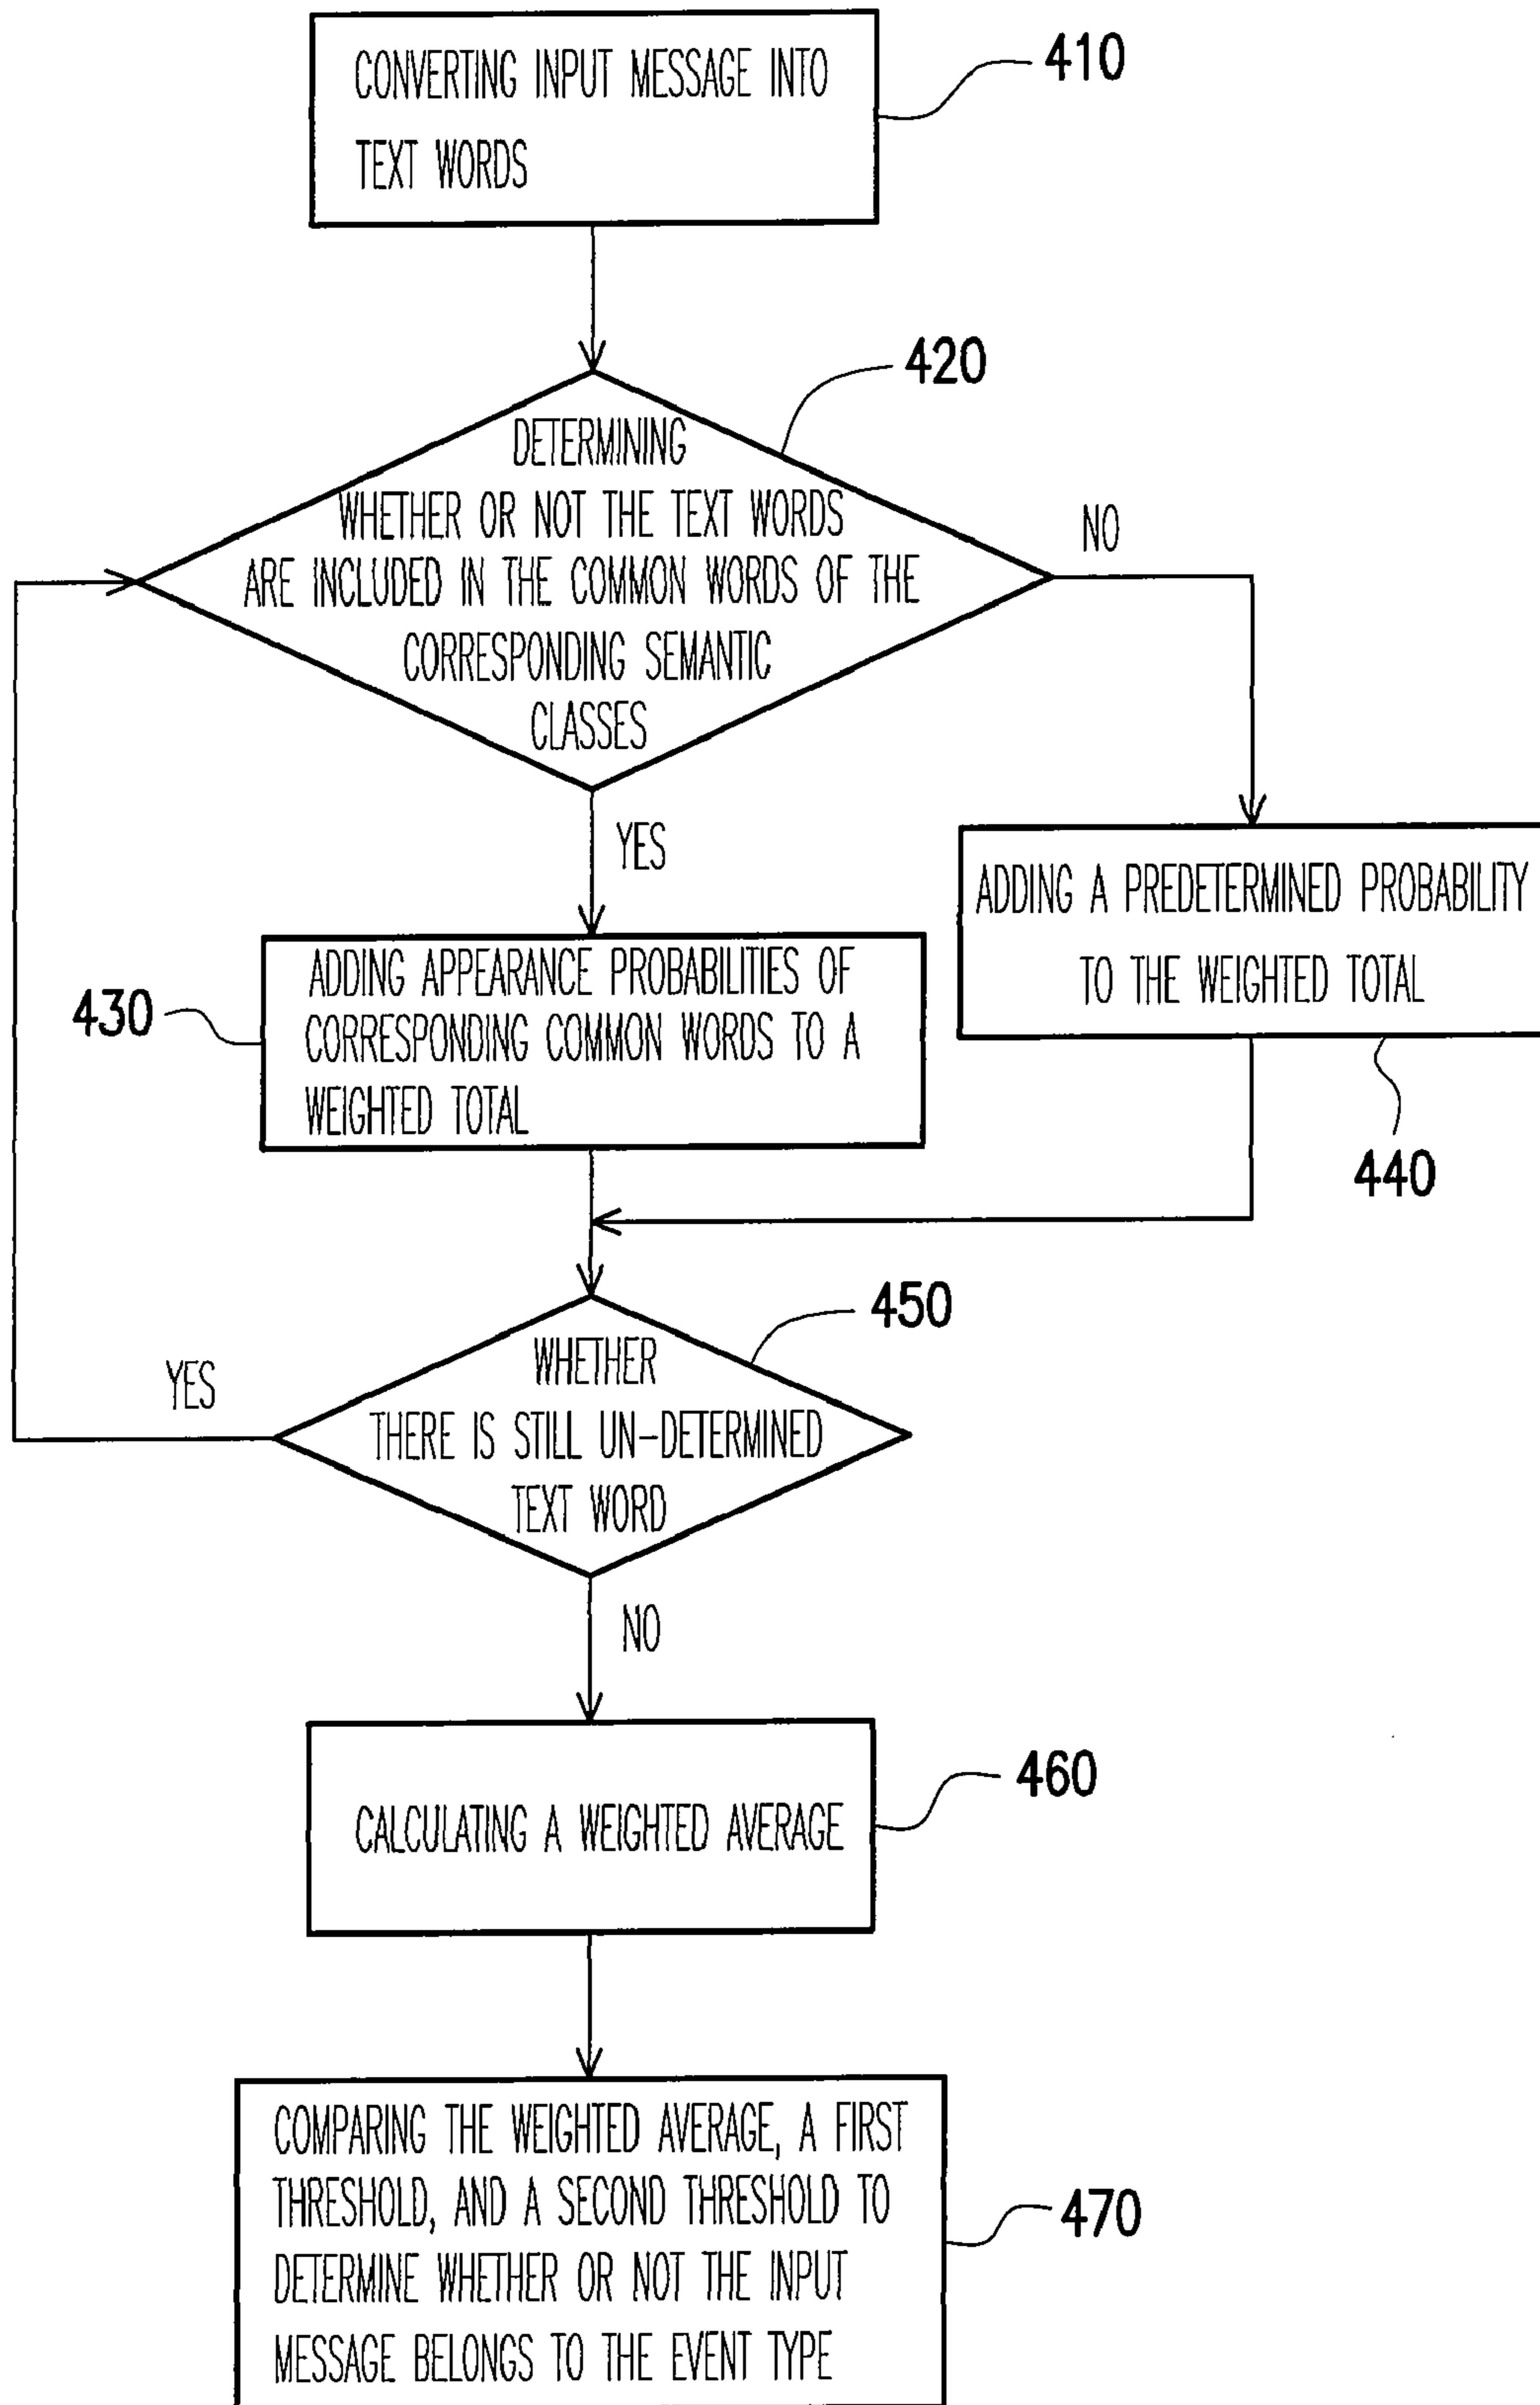 CONVERTING INPUT MESSAGE INTO
TEXT WORDS
410
420
DETERMINING
WHETHER OR NOT THE TEXT WORDS
ARE INCLUDED IN THE COMMON WORDS OF THE
CORRESPONDING SEMANTIC
CLASSES
NO
YES
ADDING A PREDETERMINED PROBABILITY
TO THE WEIGHTED TOTAL
440
430
ADDING APPEARANCE PROBABILITIES OF
CORRESPONDING COMMON WORDS TO A
WEIGHTED TOTAL
450
WHETHER
THERE IS STILL UN-DETERMINED
TEXT WORD
YES
NO
460
CALCULATING A WEIGHTED AVERAGE
COMPARING THE WEIGHTED AVERAGE, A FIRST
THRESHOLD, AND A SECOND THRESHOLD TO
DETERMINE WHETHER OR NOT THE INPUT
MESSAGE BELONGS TO THE EVENT TYPE
470